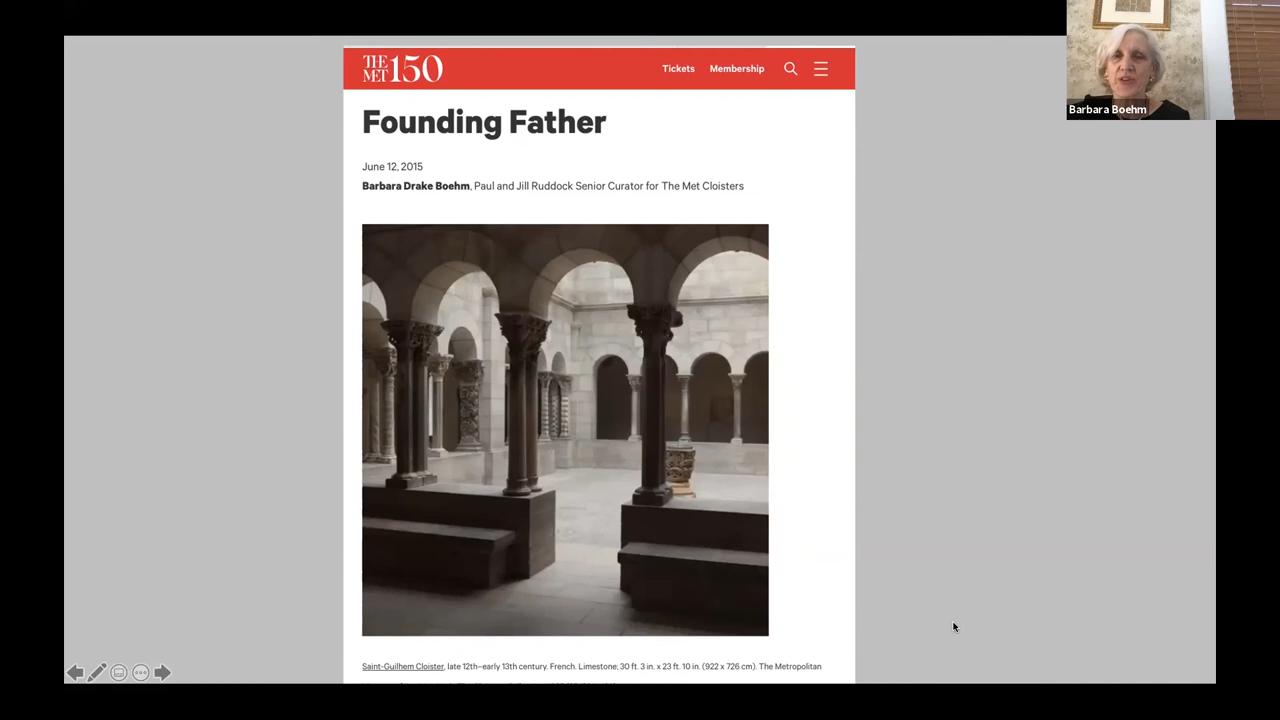 THE
MET 150
Tickets
Membership
Barbara Boehm
Founding Father
June 12, 2015
Barbara Drake Boehm, Paul and Jill Ruddock Senior Curator for The Met Cloisters
Saint-Guilhem Cloister, late 12th–early 13th century. French. Limestone; 30 ft. 3 in. x 23 ft. 10 in. (922 x 726 cm). The Metropolitan